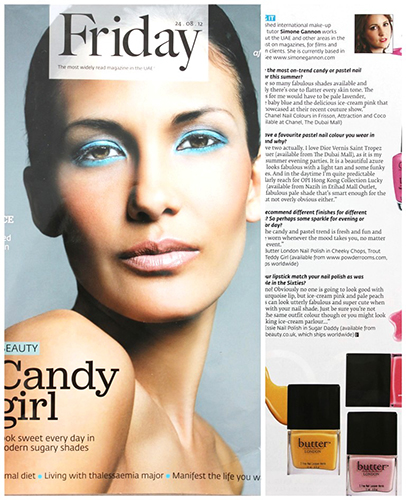 Friday
24 . 08 . 12
The most widely read magazine in the UAE
BEAUTY
Candy
girl
ook sweet every day in
odern sugary shades
mal diet ■ Living with thalessaemia major ■ Manifest the life you w
IT
shed international make-up
tutor Simone Gannon works
ut the UAE and other areas in the
st on magazines, for films and
n clients. She is currently based in
ee www.simonegannon.com
the most on-trend candy or pastel nail
r this summer?
e so many fabulous shades available and
ly there's one to flatter every skin tone. The
s for me would have to be pale lavender,
baby blue and the delicious ice-cream pink that
owcased at their recent couture show,
Chanel Nail Colours in Frisson, Attraction and Coco
ilable at Chanel, The Dubai Mall)
ve a favourite pastel nail colour you wear in
nd why?
ve two actually. I love Dior Vernis Saint Tropez
uer (available from The Dubai Mall), as it is my
summer evening parties. It is a beautiful azure
looks fabulous with a light tan and some funky
es. And in the daytime I'm quite predictable
larly reach for OPI Hong Kong Collection Lucky
(available from Nazih in Etihad Mall Outlet,
fabulous pale shade that's smart enough for the
at not overly obvious either."
ecommend different finishes for different
? So perhaps some sparkle for evening or
or day?
he candy and pastel trend is fresh and fun and
worn whenever the mood takes you, no matter
event."
utter London Nail Polish in Cheeky Chops, Trout
Teddy Girl (available from www.powderrooms.com,
ps worldwide)
ur lipstick match your nail polish as was
le in the Sixties?
no! Obviously no one is going to look good with
urquoise lip, but ice-cream pink and pale peach
s can look utterly fabulous and super cute when
with your nail shade. Just be sure you're not
the same outfit colour though or you might look
king ice-cream parlour..."
ssie Nail Polish in Sugar Daddy (available from
beauty.co.uk, which ships worldwide)
butter
LONDON
butter
LONDON